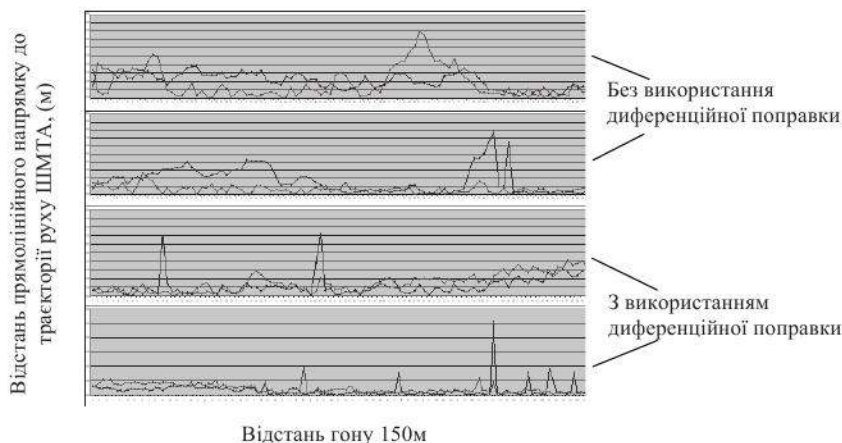 Відстань прямолінійного напрямку до
траєкторії руху ШМТА, (м)
Без використання
диференційної поправки
З використанням
диференційної поправки
Відстань гону 150м